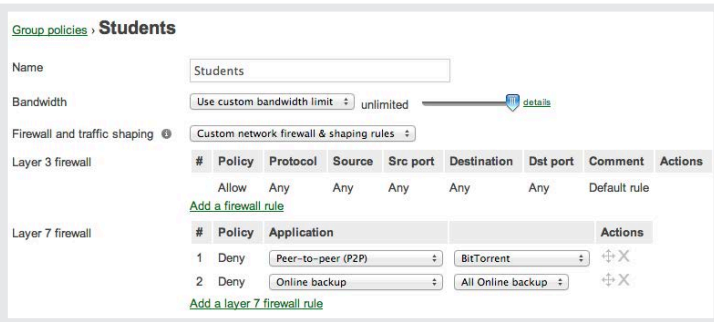 Group policies › Students
Name Students
Bandwidth Use custom bandwidth limit unlimited details
Firewall and traffic shaping i Custom network firewall & shaping rules
Layer 3 firewall # Policy Protocol Source Src port Destination Dst port Comment Actions
Allow Any Any Any Any Any Default rule
Add a firewall rule
Layer 7 firewall # Policy Application Actions
1 Deny Peer-to-peer (P2P) BitTorrent X
2 Deny Online backup All Online backup X
Add a layer 7 firewall rule